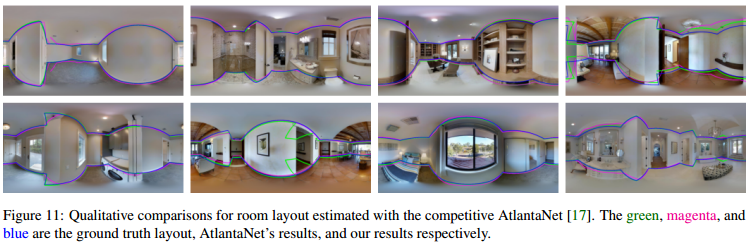 Figure 11: Qualitative comparisons for room layout estimated with the competitive AtlantaNet [17]. The green, magenta, and
blue are the ground truth layout, AtlantaNet's results, and our results respectively.